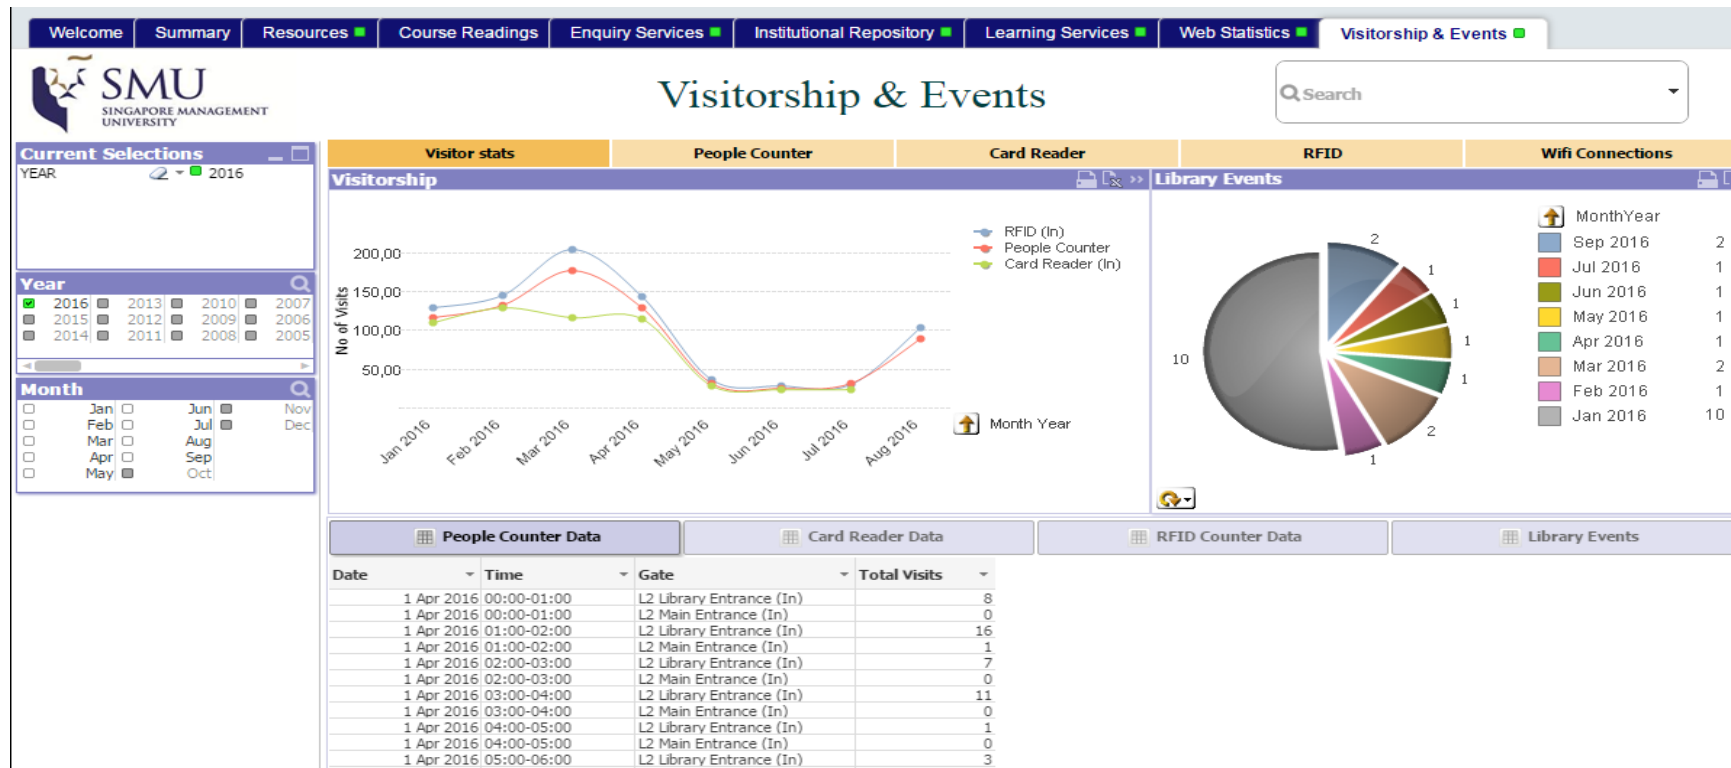 Welcome Summary Resources Course Readings Enquiry Services Institutional Repository Learning Services Web Statistics Visitorship & Events
SMU
SINGAPORE MANAGEMENT
UNIVERSITY
Visitorship & Events
Search
Current Selections
YEAR 2016
Year
2016 2013 2010 2007
2015 2012 2009 2006
2014 2011 2008 2005
Month
Jan Jun Nov
Feb Jul Dec
Mar Aug
Apr Sep
May Oct
Visitor stats People Counter Card Reader RFID Wifi Connections
Visitorship
No of Visits
200,00
150,00
100,00
50,00
Jan 2016 Feb 2016 Mar 2016 Apr 2016 May 2016 Jun 2016 Jul 2016 Aug 2016
RFID (In)
People Counter
Card Reader (In)
Month Year
Library Events
2
1
1
1
1
2
1
10
MonthYear
Sep 2016 2
Jul 2016 1
Jun 2016 1
May 2016 1
Apr 2016 1
Mar 2016 2
Feb 2016 1
Jan 2016 10
People Counter Data Card Reader Data RFID Counter Data Library Events
Date Time Gate Total Visits
1 Apr 2016 00:00-01:00 L2 Library Entrance (In) 8
1 Apr 2016 00:00-01:00 L2 Main Entrance (In) 0
1 Apr 2016 01:00-02:00 L2 Library Entrance (In) 16
1 Apr 2016 01:00-02:00 L2 Main Entrance (In) 1
1 Apr 2016 02:00-03:00 L2 Library Entrance (In) 7
1 Apr 2016 02:00-03:00 L2 Main Entrance (In) 0
1 Apr 2016 03:00-04:00 L2 Library Entrance (In) 11
1 Apr 2016 03:00-04:00 L2 Main Entrance (In) 0
1 Apr 2016 04:00-05:00 L2 Library Entrance (In) 1
1 Apr 2016 04:00-05:00 L2 Main Entrance (In) 0
1 Apr 2016 05:00-06:00 L2 Library Entrance (In) 3